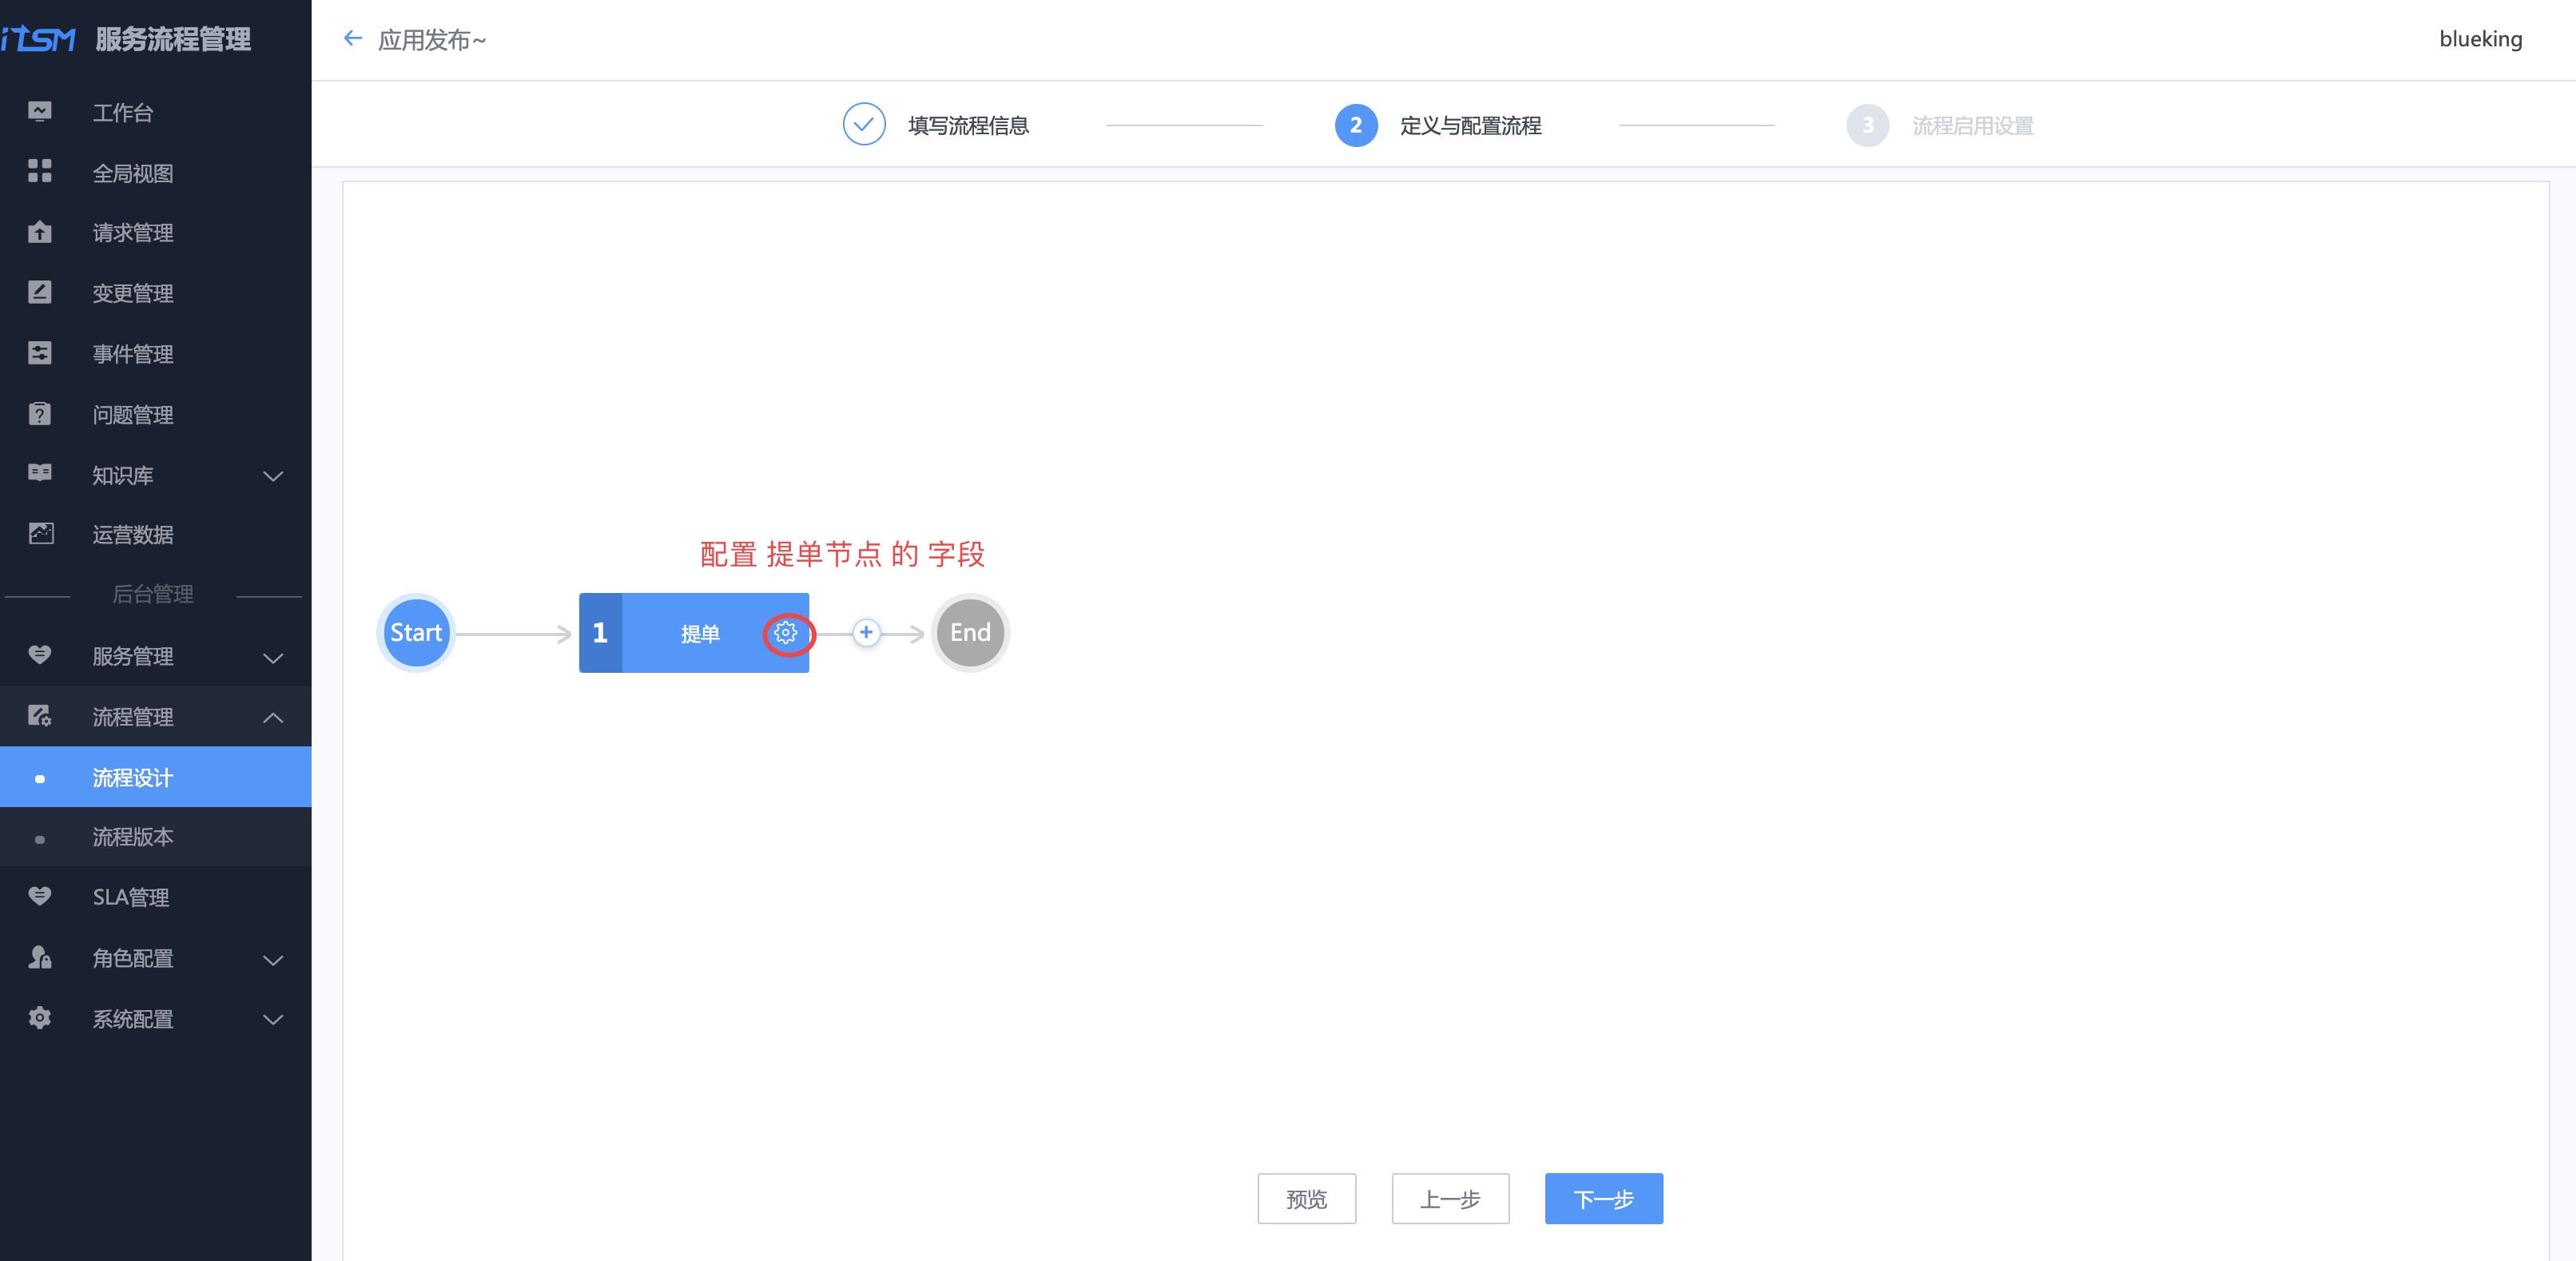 iTSM 服务流程管理
工作台
全局视图
请求管理
变更管理
事件管理
问题管理
知识库
运营数据
后台管理
服务管理
流程管理
流程设计
流程版本
SLA管理
角色配置
系统配置
应用发布~
blueking
填写流程信息
2 定义与配置流程
3 流程启用设置
配置 提单节点 的 字段
Start
1 提单
End
预览
上一步
下一步